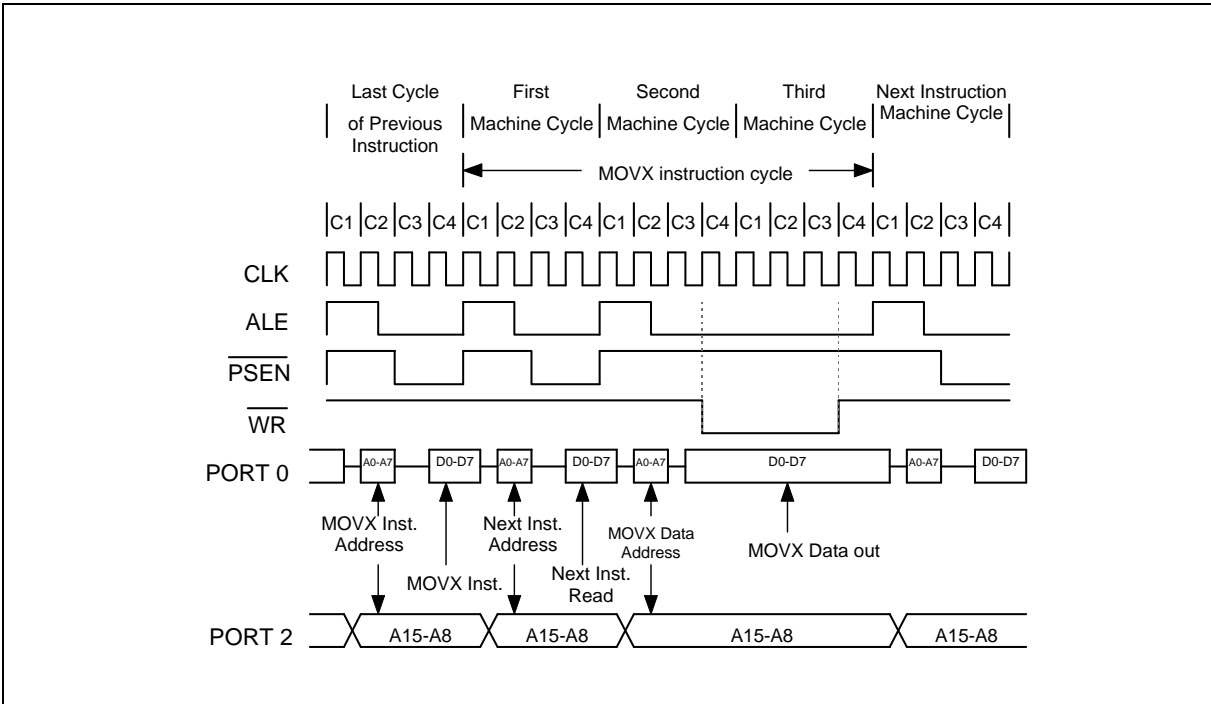 Last Cycle
of Previous
Instruction
First
Machine Cycle
Second
Machine Cycle
Third
Machine Cycle
Next Instruction
Machine Cycle
MOVX instruction cycle
C1 C2 C3 C4 C1 C2 C3 C4 C1 C2 C3 C4 C1 C2 C3 C4 C1 C2 C3 C4
CLK
ALE
PSEN
WR
PORT 0
A0-A7 D0-D7 A0-A7 D0-D7 A0-A7 D0-D7 A0-A7 D0-D7
MOVX Inst.
Address
MOVX Inst.
Next Inst.
Address
Next Inst.
Read
MOVX Data
Address
MOVX Data out
PORT 2
A15-A8 A15-A8 A15-A8 A15-A8